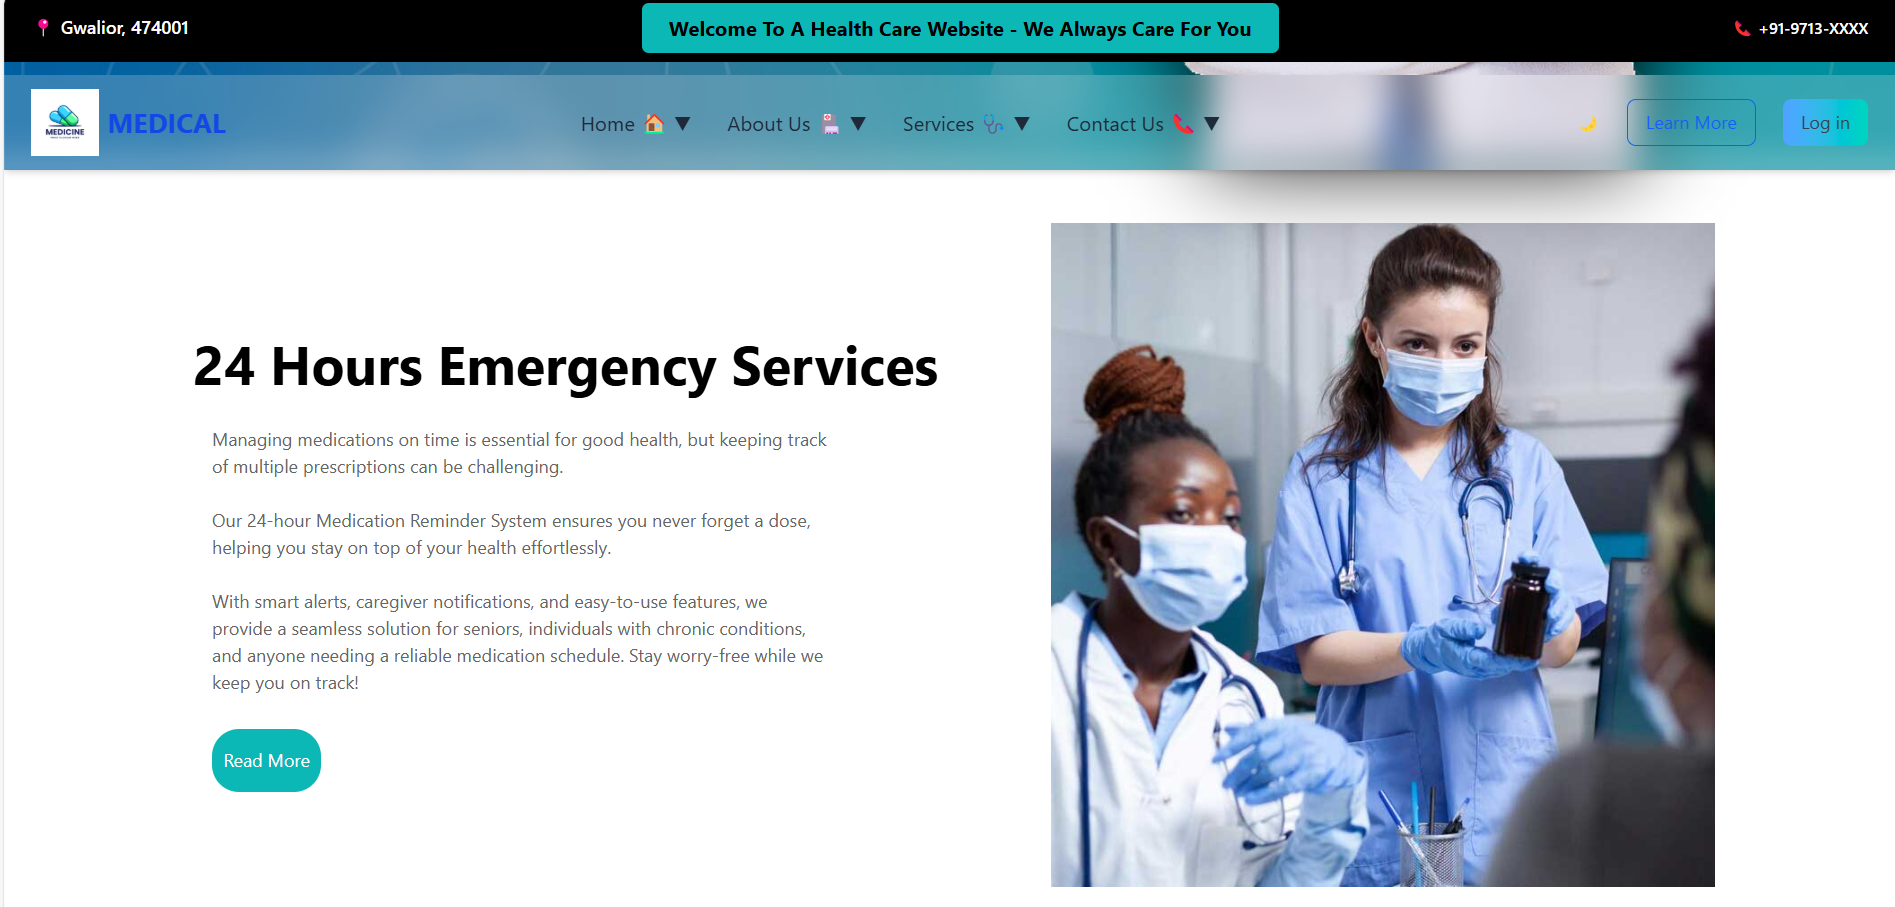 Gwalior, 474001
Welcome To A Health Care Website - We Always Care For You
+91-9713-XXXX
MEDICINE
MEDICAL
Home
About Us
Services
Contact Us
Learn More
Log in
24 Hours Emergency Services
Managing medications on time is essential for good health, but keeping track
of multiple prescriptions can be challenging.
Our 24-hour Medication Reminder System ensures you never forget a dose,
helping you stay on top of your health effortlessly.
With smart alerts, caregiver notifications, and easy-to-use features, we
provide a seamless solution for seniors, individuals with chronic conditions,
and anyone needing a reliable medication schedule. Stay worry-free while we
keep you on track!
Read More